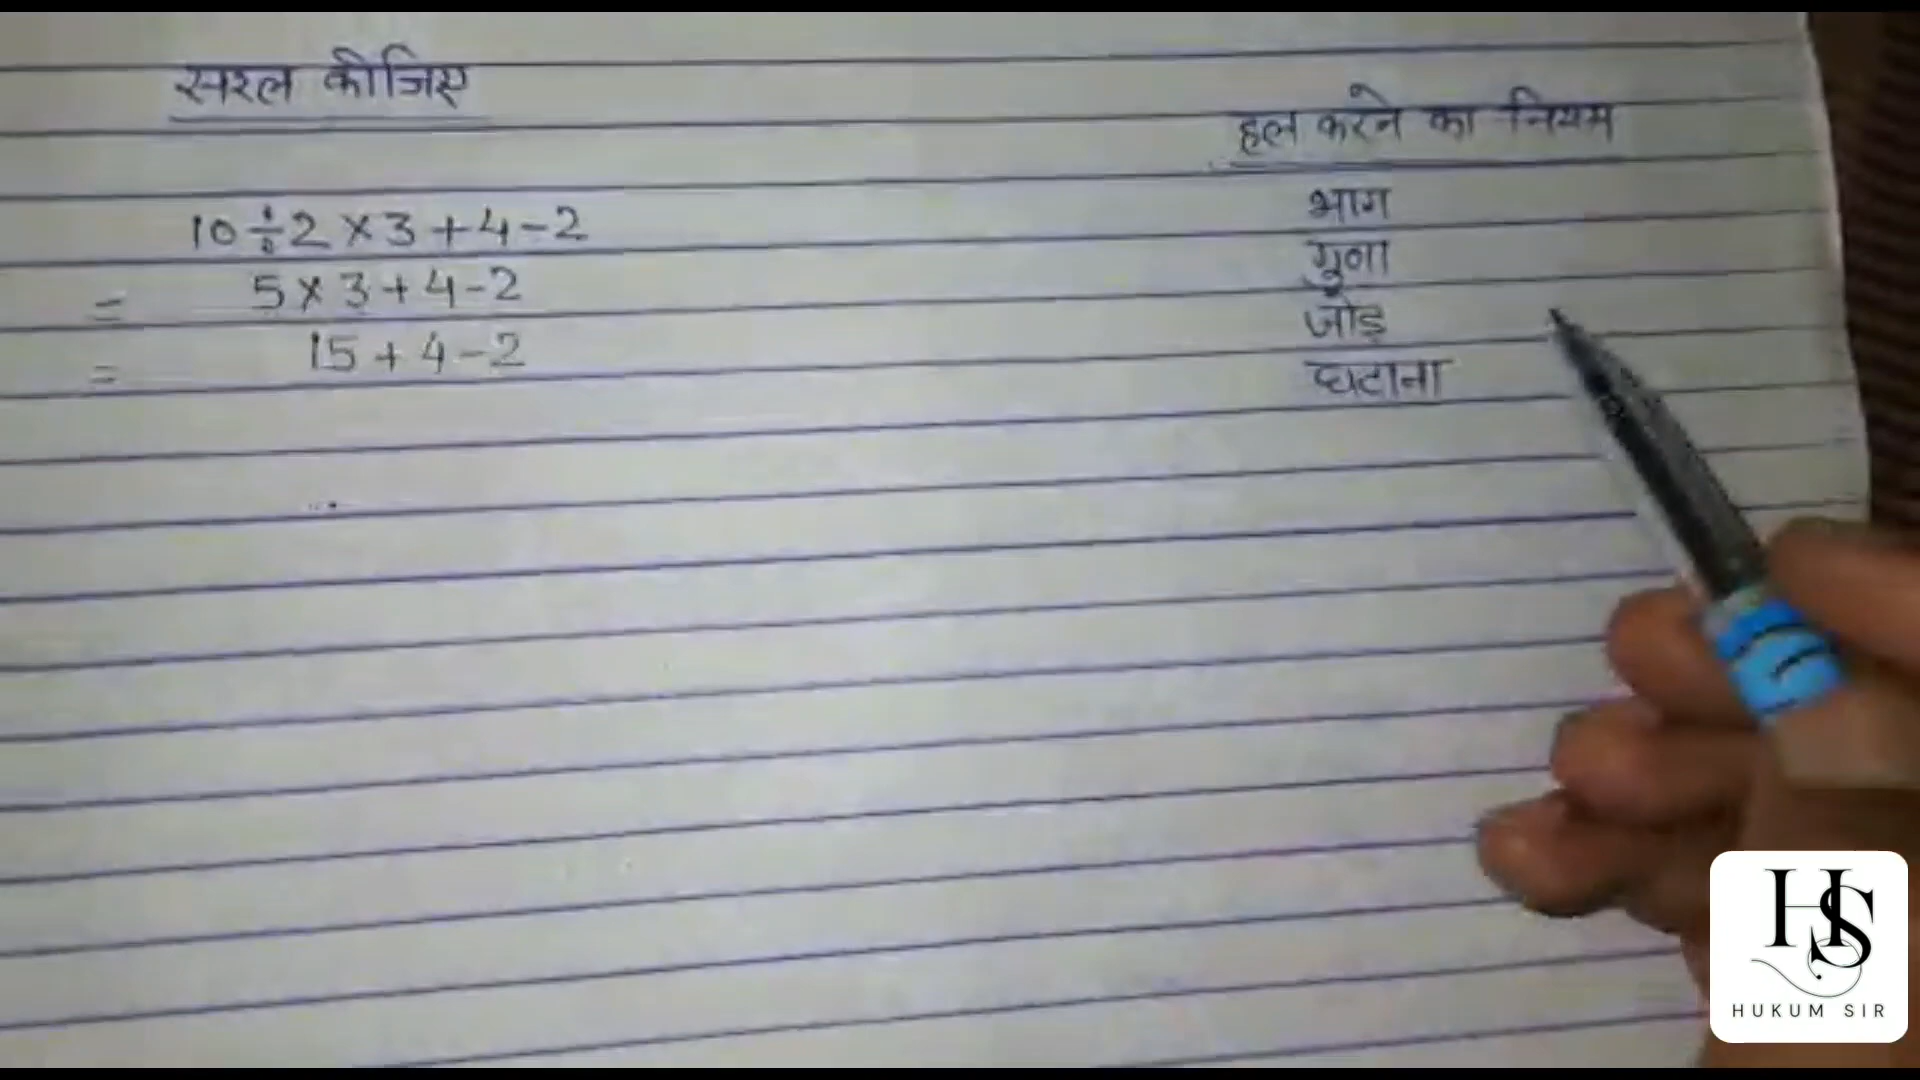 सरल कीजिए
10÷2×3+4-2
= 5×3+4-2
= 15+4-2
हल करने का नियम
भाग
गुणा
जोड़
घटाना
HS
HUKUM SIR